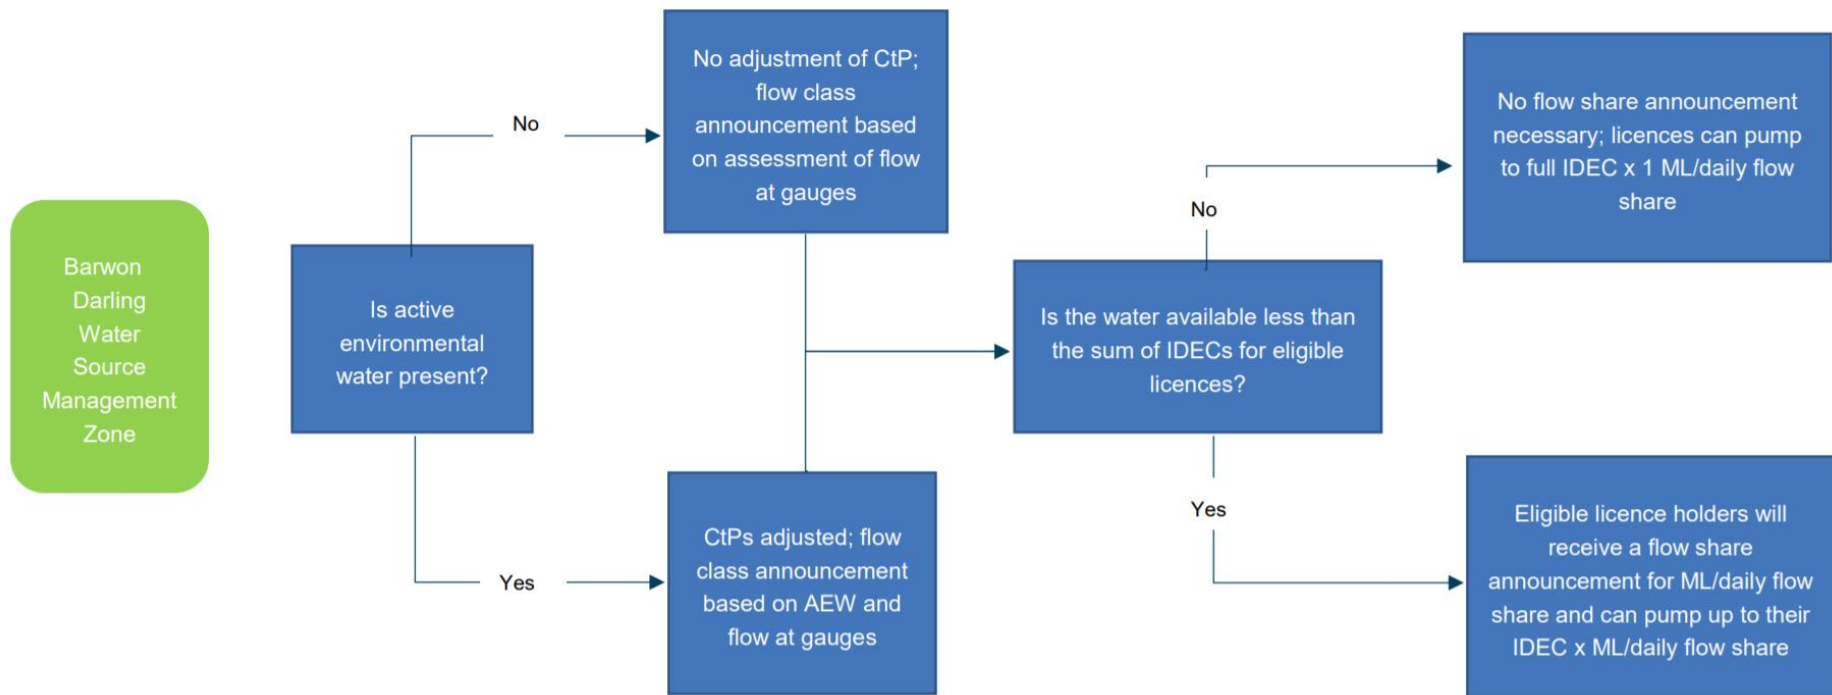 Barwon
Darling
Water
Source
Management
Zone
Is active
environmental
water present?
No
No adjustment of CtP;
flow class
announcement based
on assessment of flow
at gauges
Yes
CtPs adjusted; flow
class announcement
based on AEW and
flow at gauges
Is the water available less than
the sum of IDECs for eligible
licences?
No
No flow share announcement
necessary; licences can pump
to full IDEC x 1 ML/daily flow
share
Yes
Eligible licence holders will
receive a flow share
announcement for ML/daily flow
share and can pump up to their
IDEC x ML/daily flow share